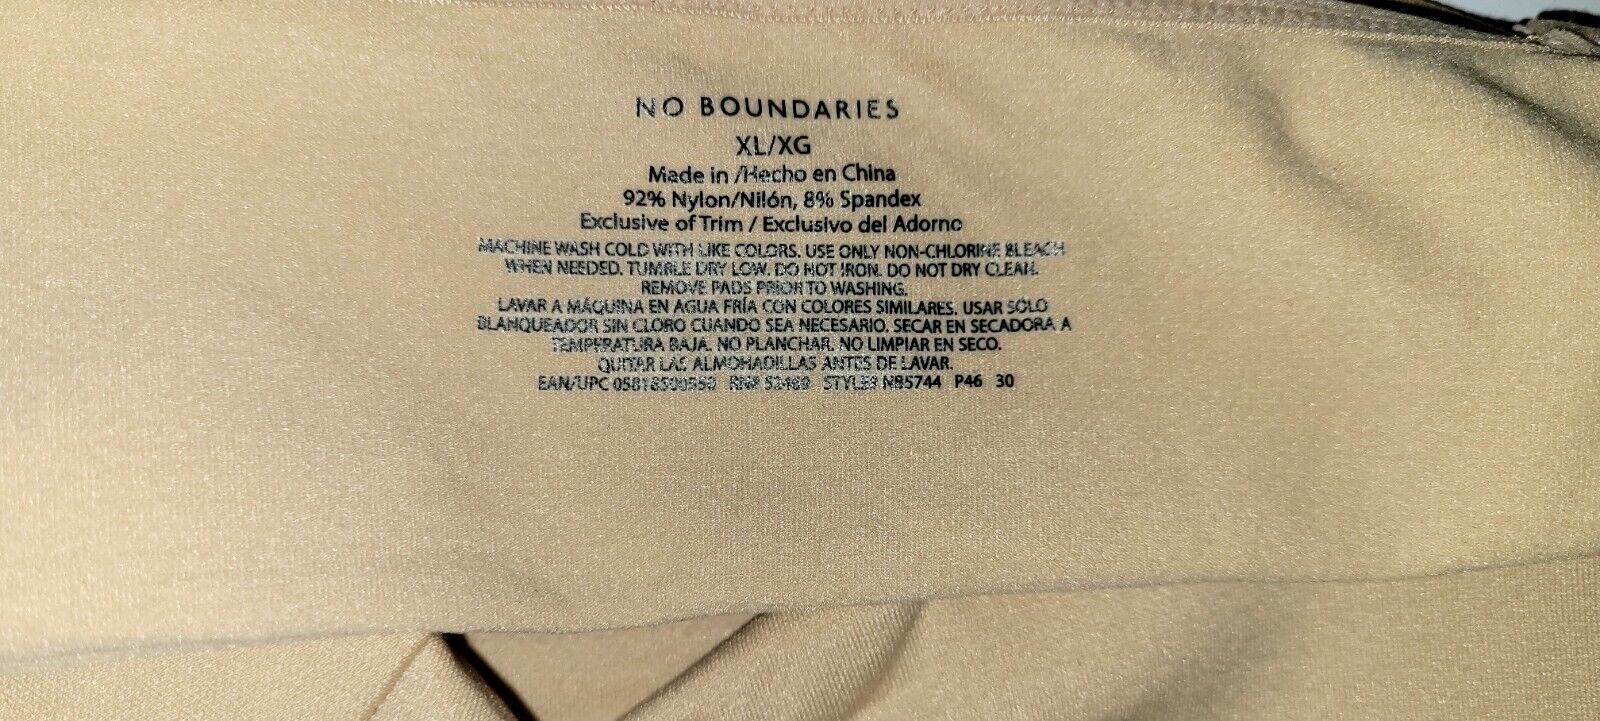 NO BOUNDARIES
XL/XG
Made in /Hecho en China
92% Nylon/Nilón, 8% Spandex
Exclusive of Trim / Exclusivo del Adorno
MACHINE WASH COLD WITH LIKE COLORS. USE ONLY NON-CHLORINE BLEACH
WHEN NEEDED. TUMBLE DRY LOW. DO NOT IRON. DO NOT DRY CLEAN.
REMOVE PADS PRIOR TO WASHING.
LAVAR A MÁQUINA EN AGUA FRÍA CON COLORES SIMILARES. USAR SÓLO
BLANQUEADOR SIN CLORO CUANDO SEA NECESARIO. SECAR EN SECADORA A
TEMPERATURA BAJA. NO PLANCHAR. NO LIMPIAR EN SECO.
QUITAR LAS ALMOHADILLAS ANTES DE LAVAR.
EAN/UPC RN# STYLE# NB5744 P46 30